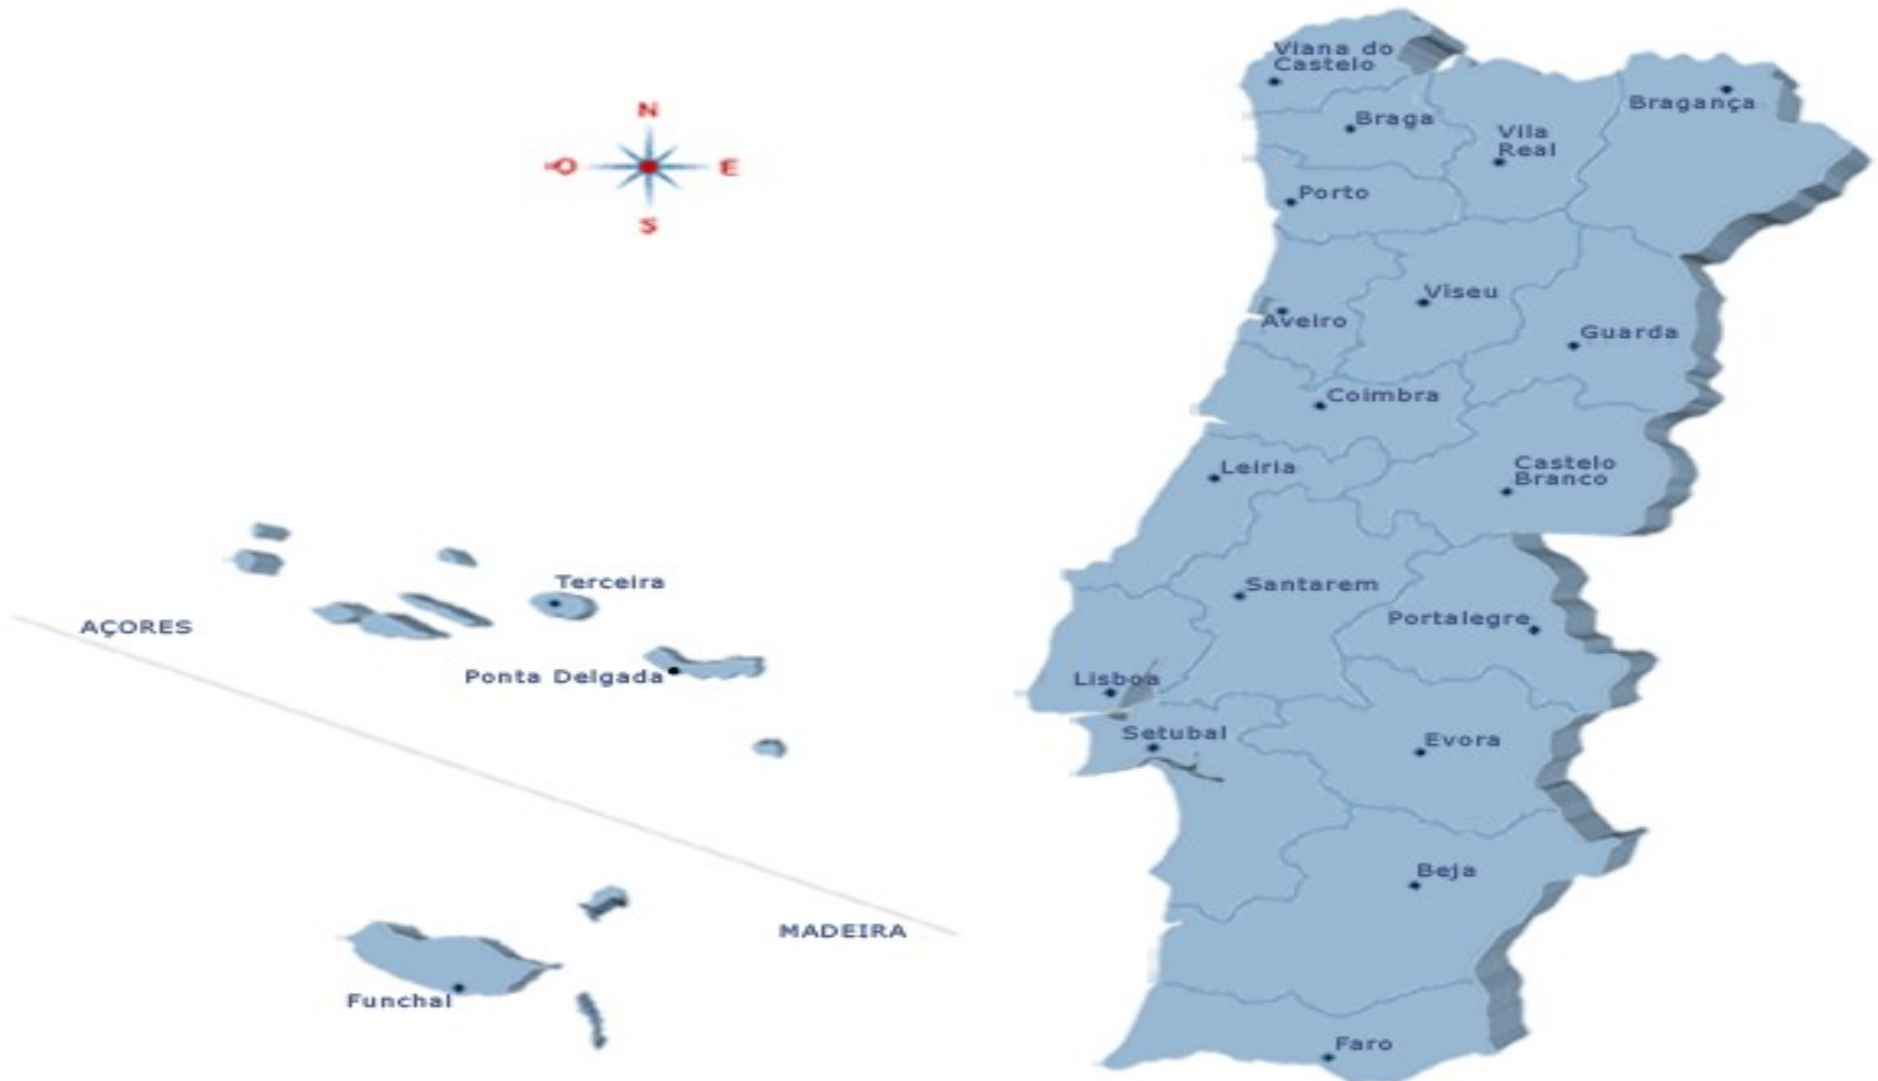 Viana do
Castelo
Bragança
Braga
Vila
Real
Porto
N
O
E
S
Viseu
Aveiro
Guarda
Coimbra
Leiria
Castelo
Branco
Terceira
Santarem
AÇORES
Portalegre
Ponta Delgada
Lisboa
Setubal
Evora
Beja
MADEIRA
Funchal
Faro